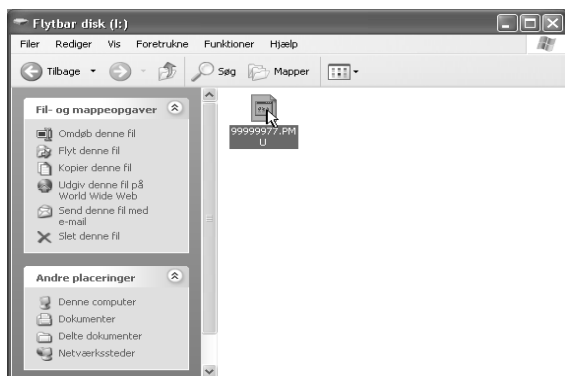 Flytbar disk (I:)
Filer Rediger Vis Foretrukne Funktioner Hjælp
Tilbage Søg Mapper
Fil- og mappeopgaver
Omdøb denne fil
Flyt denne fil
Kopier denne fil
Udgiv denne fil på
World Wide Web
Send denne fil med
e-mail
Slet denne fil
Andre placeringer
Denne computer
Dokumenter
Delte dokumenter
Netværkssteder
99999977.PM
U